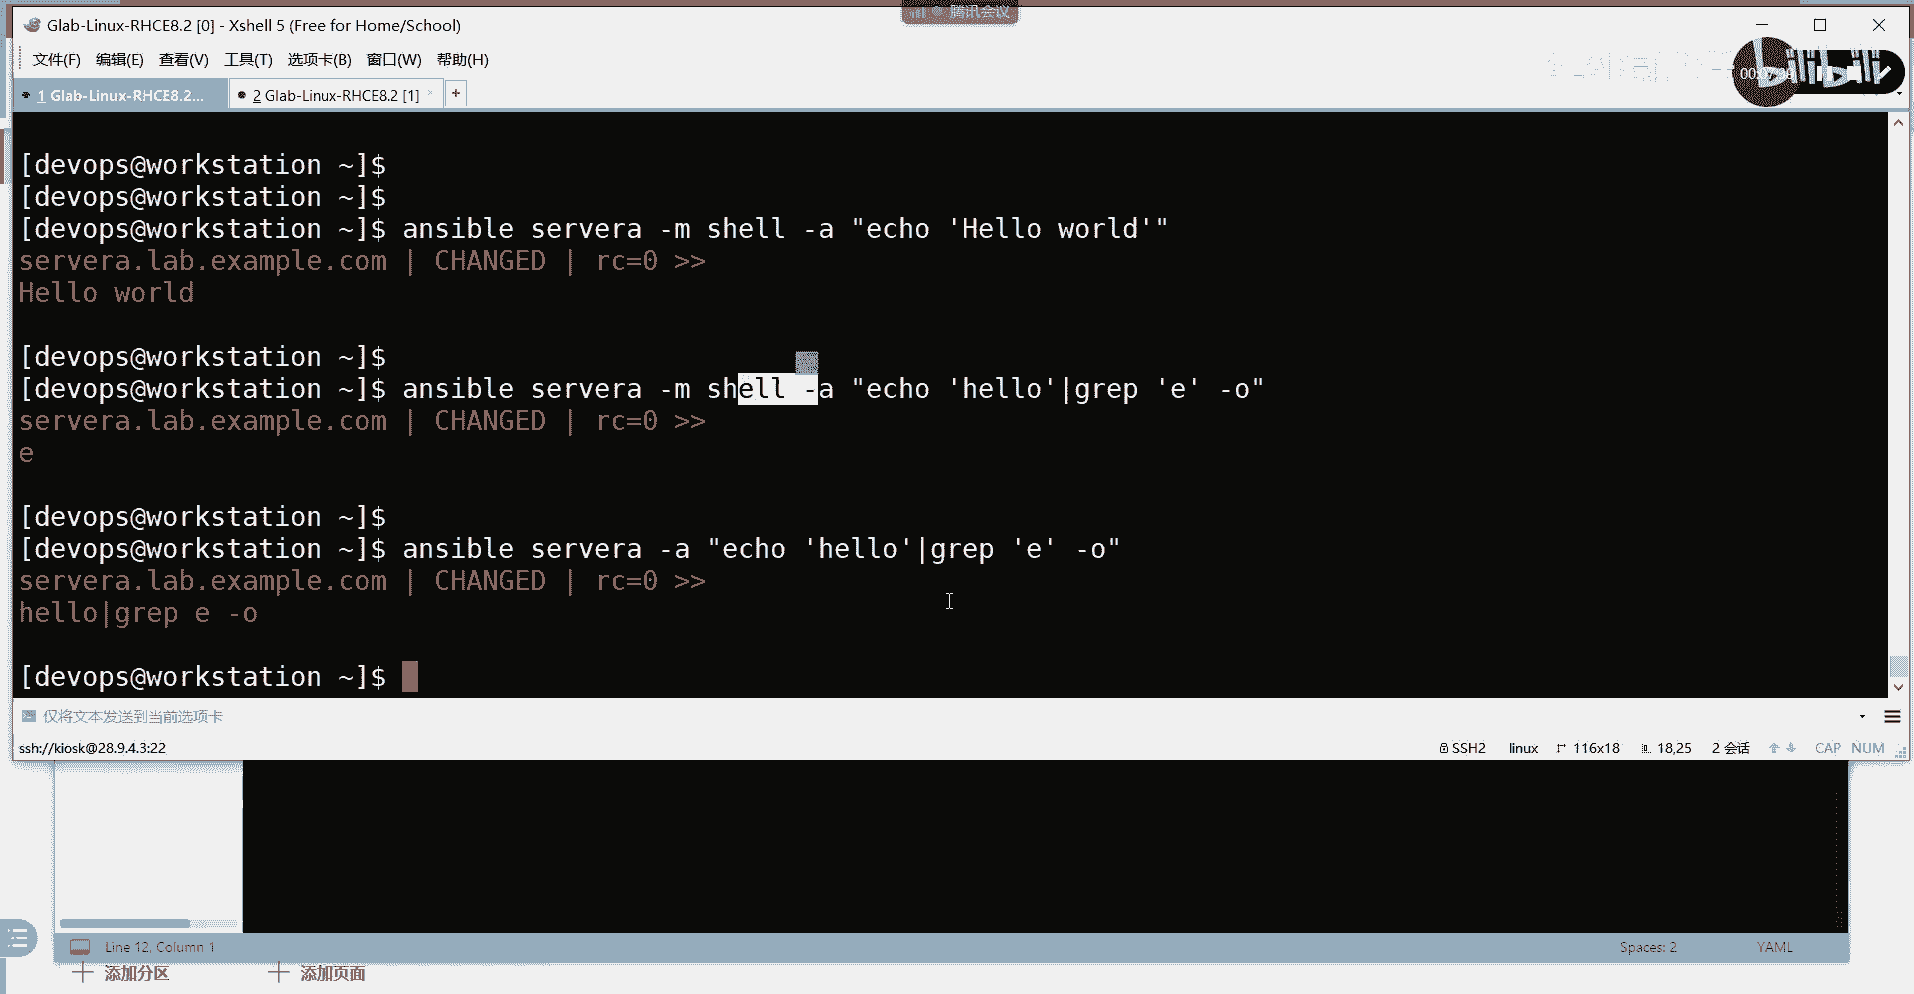 腾讯会议
Glab-Linux-RHCE8.2 [0] - Xshell 5 (Free for Home/School)
文件(F) 编辑(E) 查看(V) 工具(T) 选项卡(B) 窗口(W) 帮助(H)
bilibili
1 Glab-Linux-RHCE8.2... 2 Glab-Linux-RHCE8.2 [1] +
[devops@workstation ~]$
[devops@workstation ~]$
[devops@workstation ~]$ ansible servera -m shell -a "echo 'Hello world'"
servera.lab.example.com | CHANGED | rc=0 >>
Hello world
[devops@workstation ~]$
[devops@workstation ~]$ ansible servera -m shell -a "echo 'hello'|grep 'e' -o"
servera.lab.example.com | CHANGED | rc=0 >>
e
[devops@workstation ~]$
[devops@workstation ~]$ ansible servera -a "echo 'hello'|grep 'e' -o"
servera.lab.example.com | CHANGED | rc=0 >>
hello|grep e -o
[devops@workstation ~]$
仅将文本发送到当前选项卡
ssh://kiosk@28.9.4.3:22 SSH2 linux 116x18 18,25 2 会话 CAP NUM
Line 12, Column 1 Spaces: 2 YAML
添加分区 添加页面